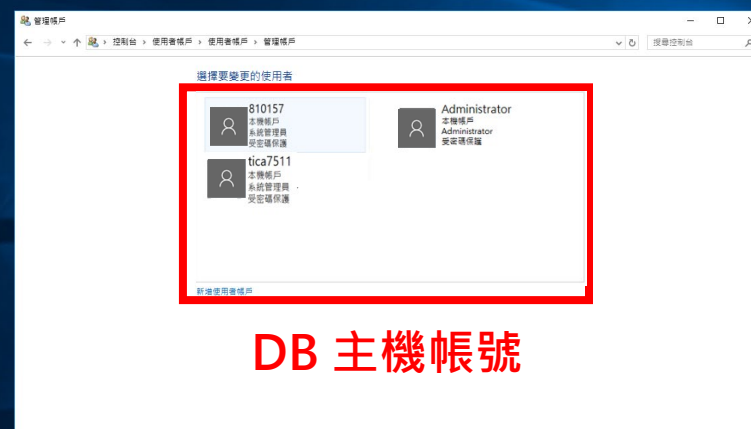 管理帳戶
控制台 › 使用者帳戶 › 使用者帳戶 › 管理帳戶
搜尋控制台
選擇要變更的使用者
810157
本機帳戶
系統管理員
受密碼保護
Administrator
本機帳戶
Administrator
受密碼保護
tica7511
本機帳戶
系統管理員
受密碼保護
新增使用者帳戶
DB 主機帳號